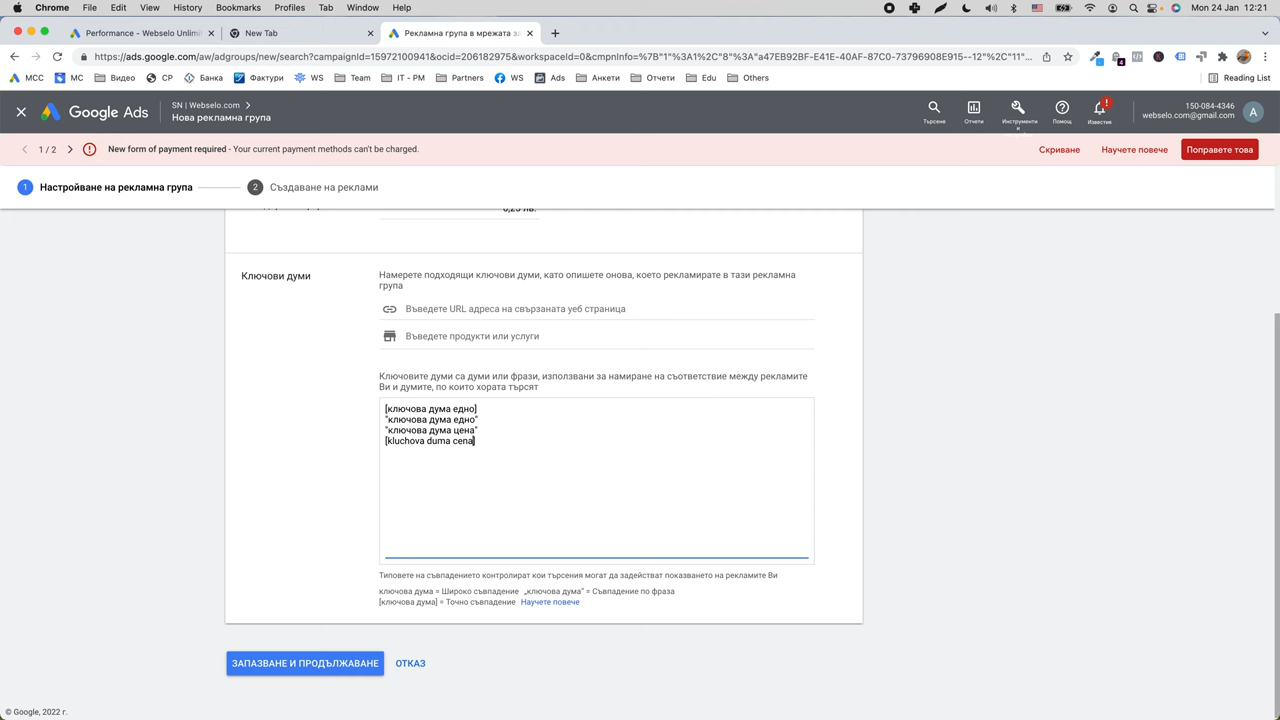 Chrome File Edit View History Bookmarks Profiles Tab Window Help Mon 24 Jan 12:21
Performance - Webselo Unlimi New Tab Рекламна група в мрежата за
ads.google.com/aw/adgroups/new/search?campaignId=15972100941&ocid=206182975&workspaceId=0&cmpnInfo=%7B"1"%3A1%2C"8"%3A"a47EB92BF-E41E-40AF-87C0-73796908E915--12%2C"11"...
MCC MC Видео CP Банка Фактури WS Team IT - PM Partners WS Ads Анкети Отчети Edu Others Reading List
Google Ads
SN | Webselo.com
Нова рекламна група
Търсене Отчети Инструменти и Помощ Известия
150-084-4346
webselo.com@gmail.com
A
1 / 2 New form of payment required - Your current payment methods can't be charged. Скриване Научете повече Поправете това
1 Настройване на рекламна група 2 Създаване на реклами
Ключови думи
Намерете подходящи ключови думи, като опишете онова, което рекламирате в тази рекламна
група
Въведете URL адреса на свързаната уеб страница
Въведете продукти или услуги
Ключовите думи са думи или фрази, използвани за намиране на съответствие между рекламите
Ви и думите, по които хората търсят
[ключова дума едно]
"ключова дума едно"
"ключова дума цена"
[kluchova duma cena]
Типовете на съвпадението контролират кои търсения могат да задействат показването на рекламите Ви
ключова дума = Широко съвпадение „ключова дума" = Съвпадение по фраза
[ключова дума] = Точно съвпадение Научете повече
ЗАПАЗВАНЕ И ПРОДЪЛЖАВАНЕ ОТКАЗ
© Google, 2022 г.